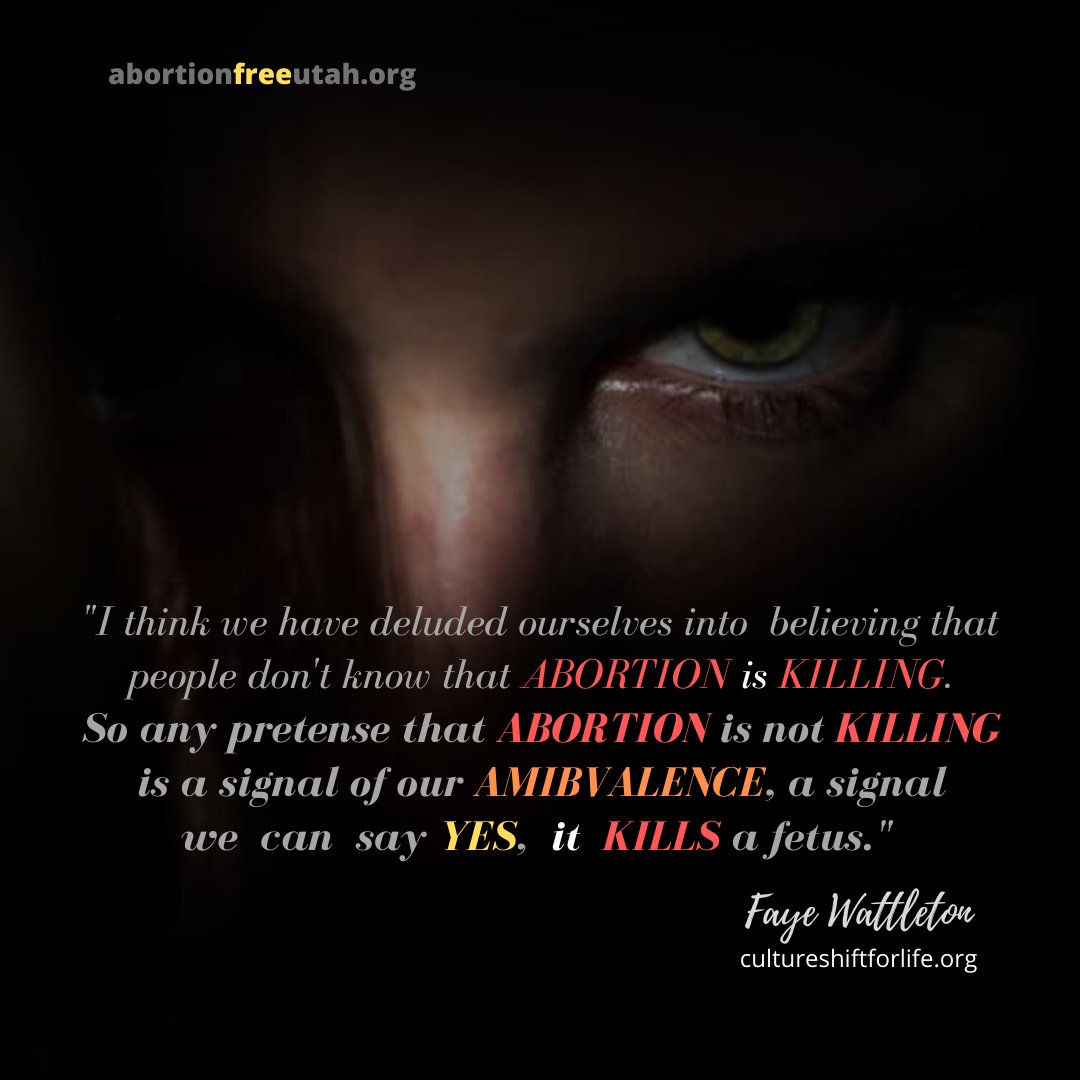 abortionfreeutah.org
"I think we have deluded ourselves into believing that
people don't know that ABORTION is KILLING.
So any pretense that ABORTION is not KILLING
is a signal of our AMIBVALENCE, a signal
we can say YES, it KILLS a fetus."
Faye Wattleton
cultureshiftforlife.org